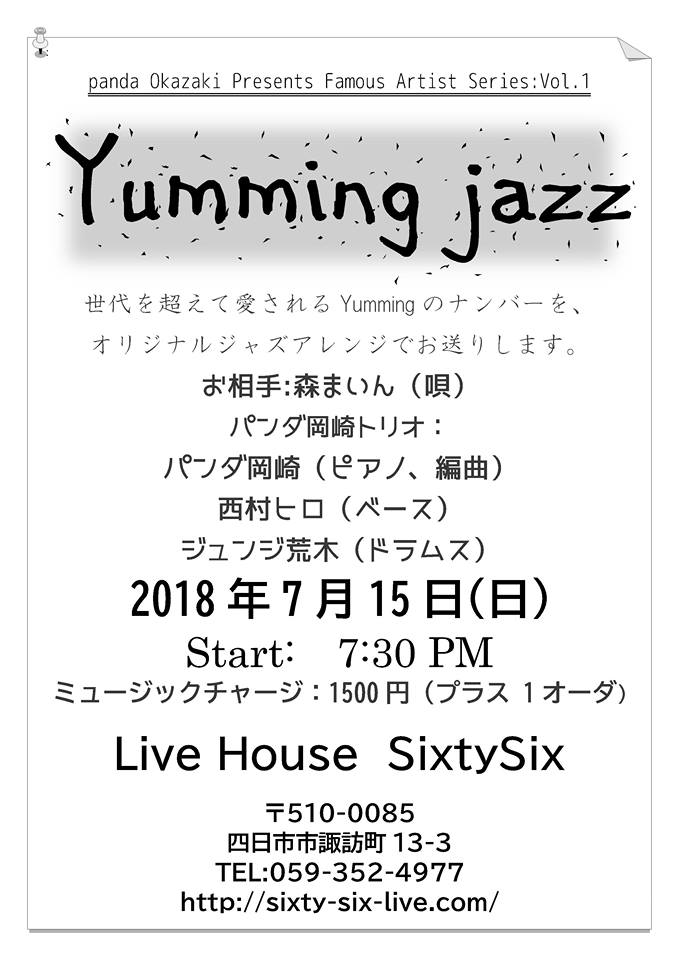 panda Okazaki Presents Famous Artist Series:Vol.1
Yumming jazz
世代を超えて愛される Yumming のナンバーを、
オリジナルジャズアレンジでお送りします。
お相手:森まいん（唄）
パンダ岡崎トリオ：
パンダ岡崎（ピアノ、編曲）
西村ヒロ（ベース）
ジュンジ荒木（ドラムス）
2018 年 7 月 15 日(日)
Start: 7:30 PM
ミュージックチャージ：1500 円（プラス 1 オーダ）
Live House SixtySix
〒510-0085
四日市市諏訪町 13-3
TEL:059-352-4977
http://sixty-six-live.com/